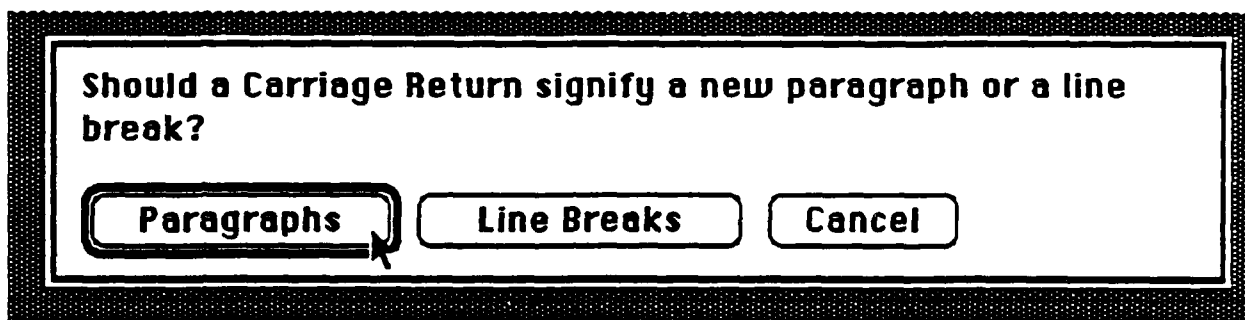 Should a Carriage Return signify a new paragraph or a line
break?
Paragraphs Line Breaks Cancel